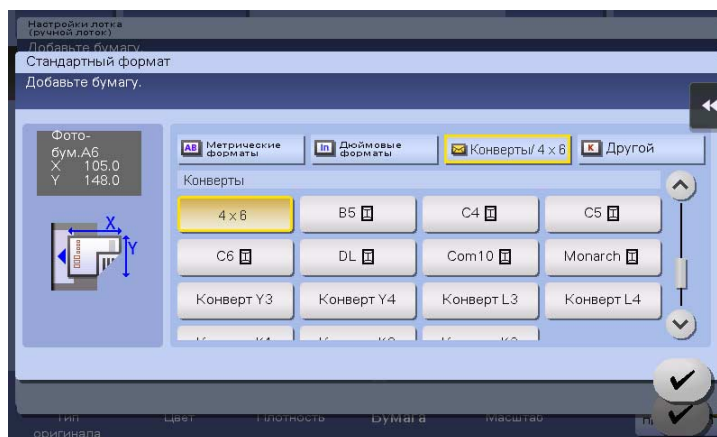 Настройки лотка
(ручной лоток)
Добавьте бумагу
Стандартный формат
Добавьте бумагу.
Фото-
бум.A6
X 105.0
Y 148.0
AB Метрические
форматы
In Дюймовые
форматы
Конверты/ 4 x 6
K Другой
Конверты
X
Y
4 x 6
B5
C4
C5
C6
DL
Com10
Monarch
Конверт Y3
Конверт Y4
Конверт L3
Конверт L4
Тип
оригинала
Цвет
Плотность
Бумага
Масштаб